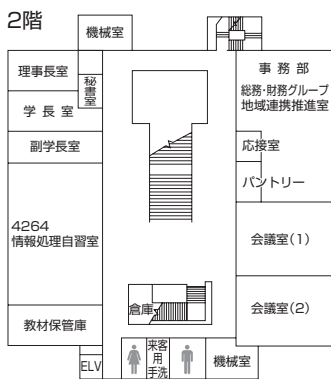 2階
機械室
理事長室
秘書室
学長室
副学長室
4264
情報処理自習室
教材保管庫
ELV
事務部
総務・財務グループ
地域連携推進室
応接室
パントリー
会議室(1)
会議室(2)
倉庫
来客用手洗
機械室